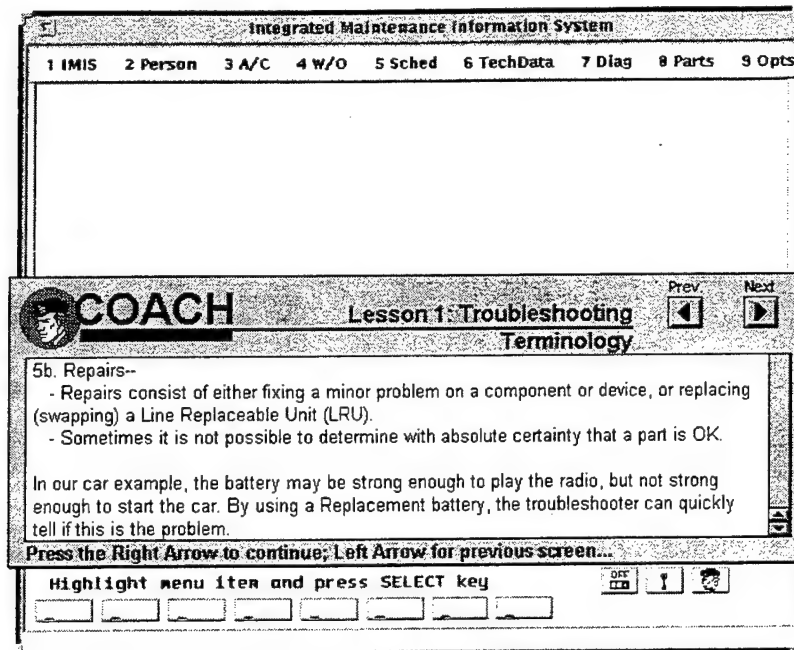 Integrated Maintenance Information System
1 IMIS 2 Person 3 A/C 4 W/O 5 Sched 6 TechData 7 Diag 8 Parts 9 Opts
COACH
Lesson 1: Troubleshooting
Terminology
Prev
Next
5b. Repairs--
- Repairs consist of either fixing a minor problem on a component or device, or replacing
(swapping) a Line Replaceable Unit (LRU).
- Sometimes it is not possible to determine with absolute certainty that a part is OK.
In our car example, the battery may be strong enough to play the radio, but not strong
enough to start the car. By using a Replacement battery, the troubleshooter can quickly
tell if this is the problem.
Press the Right Arrow to continue; Left Arrow for previous screen...
Highlight menu item and press SELECT key
OFF